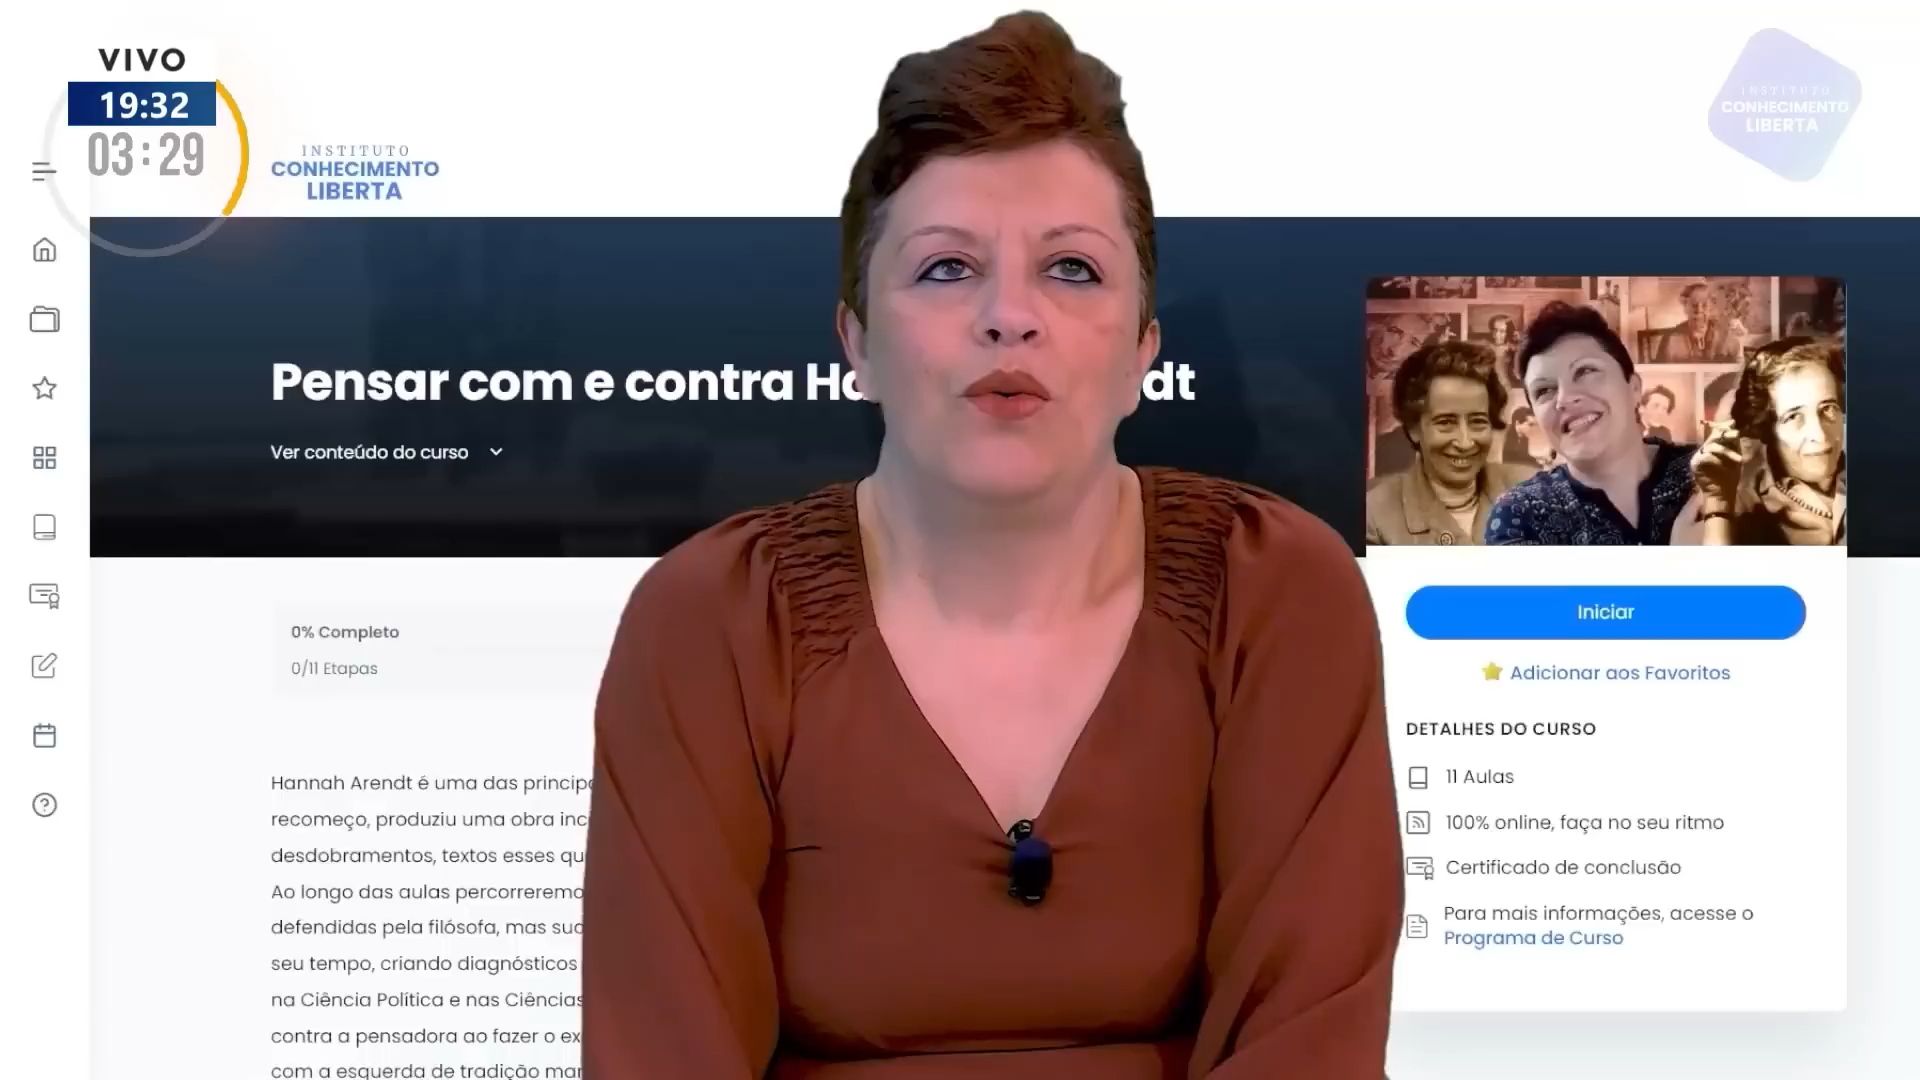 VIVO
19:32
03:29
INSTITUTO
CONHECIMENTO
LIBERTA
INSTITUTO
CONHECIMENTO
LIBERTA
Pensar com e contra Ha dt
Ver conteúdo do curso
0% Completo
0/11 Etapas
Hannah Arendt é uma das princip
recomeço, produziu uma obra inc
desdobramentos, textos esses qu
Ao longo das aulas percorreremo
defendidas pela filósofa, mas suc
seu tempo, criando diagnósticos
na Ciência Política e nas Ciências
contra a pensadora ao fazer o ex
com a esquerda de tradição mar
Iniciar
Adicionar aos Favoritos
DETALHES DO CURSO
11 Aulas
100% online, faça no seu ritmo
Certificado de conclusão
Para mais informações, acesse o
Programa de Curso